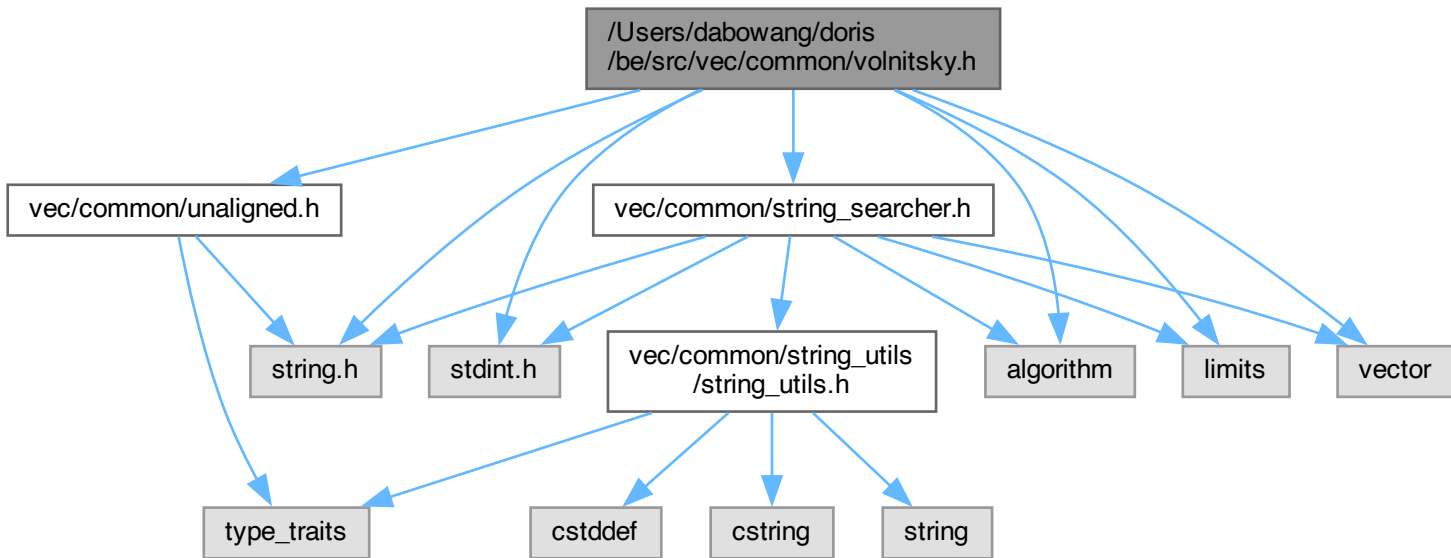 /Users/dabowang/doris
/be/src/vec/common/volnitsky.h
vec/common/unaligned.h
vec/common/string_searcher.h
string.h
stdint.h
vec/common/string_utils
/string_utils.h
algorithm
limits
vector
type_traits
cstddef
cstring
string